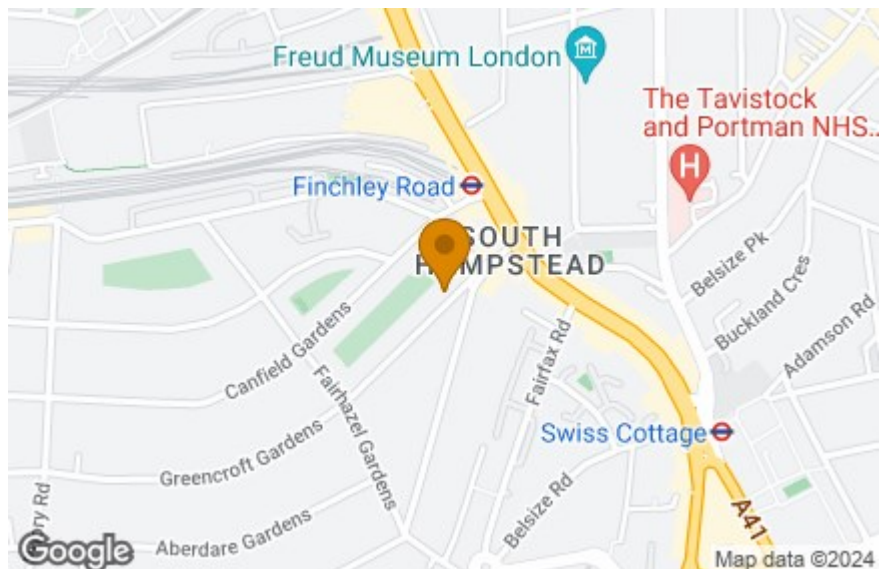 Freud Museum London
The Tavistock
and Portman NHS..
H
Finchley Road
SOUTH
HAMPSTEAD
Belsize Pk
Buckland Cres
Adamson Rd
Canfield Gardens
Fairhazel Gardens
Fairfax Rd
Swiss Cottage
Greencroft Gardens
Belsize Rd
Aberdare Gardens
A41
Google
Map data ©2024